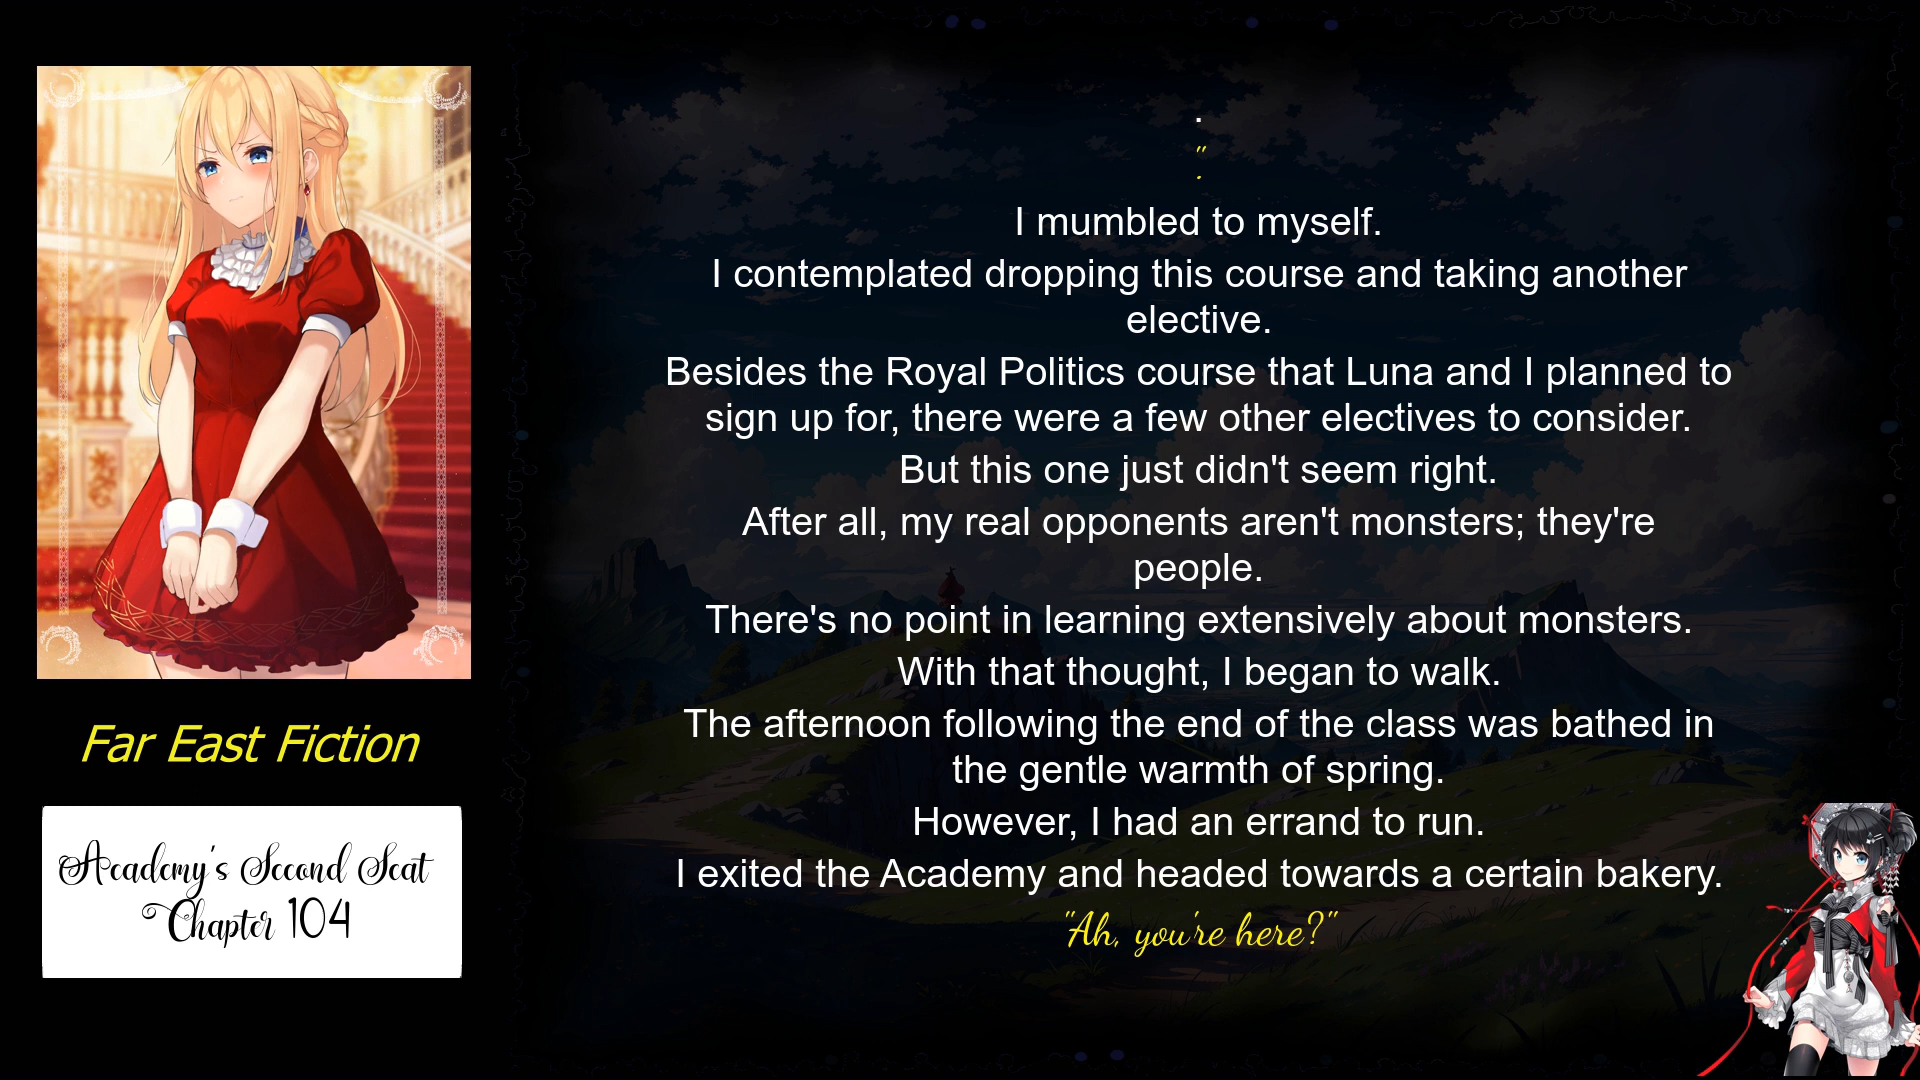 Far East Fiction
Academy's Second Seat
Chapter 104
.
"
.
I mumbled to myself.
I contemplated dropping this course and taking another
elective.
Besides the Royal Politics course that Luna and I planned to
sign up for, there were a few other electives to consider.
But this one just didn't seem right.
After all, my real opponents aren't monsters; they're
people.
There's no point in learning extensively about monsters.
With that thought, I began to walk.
The afternoon following the end of the class was bathed in
the gentle warmth of spring.
However, I had an errand to run.
I exited the Academy and headed towards a certain bakery.
"Ah, you're here?"